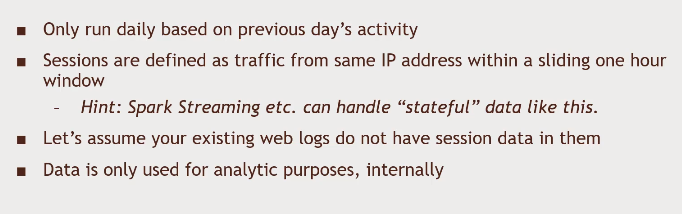 ▪ Only run daily based on previous day’s activity
▪ Sessions are defined as traffic from same IP address within a sliding one hour
window
– Hint: Spark Streaming etc. can handle “stateful” data like this.
▪ Let’s assume your existing web logs do not have session data in them
▪ Data is only used for analytic purposes, internally